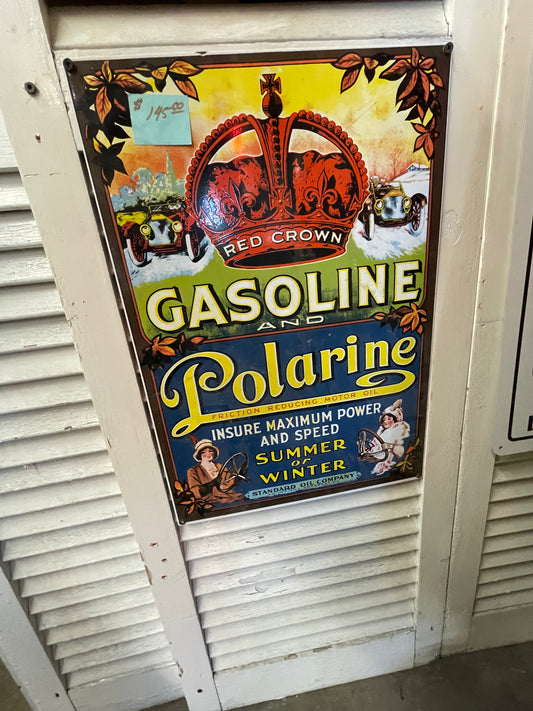 $ 145.00
RED CROWN
GASOLINE
AND
Polarine
FRICTION REDUCING MOTOR OIL
INSURE MAXIMUM POWER
AND SPEED
SUMMER
or
WINTER
STANDARD OIL COMPANY